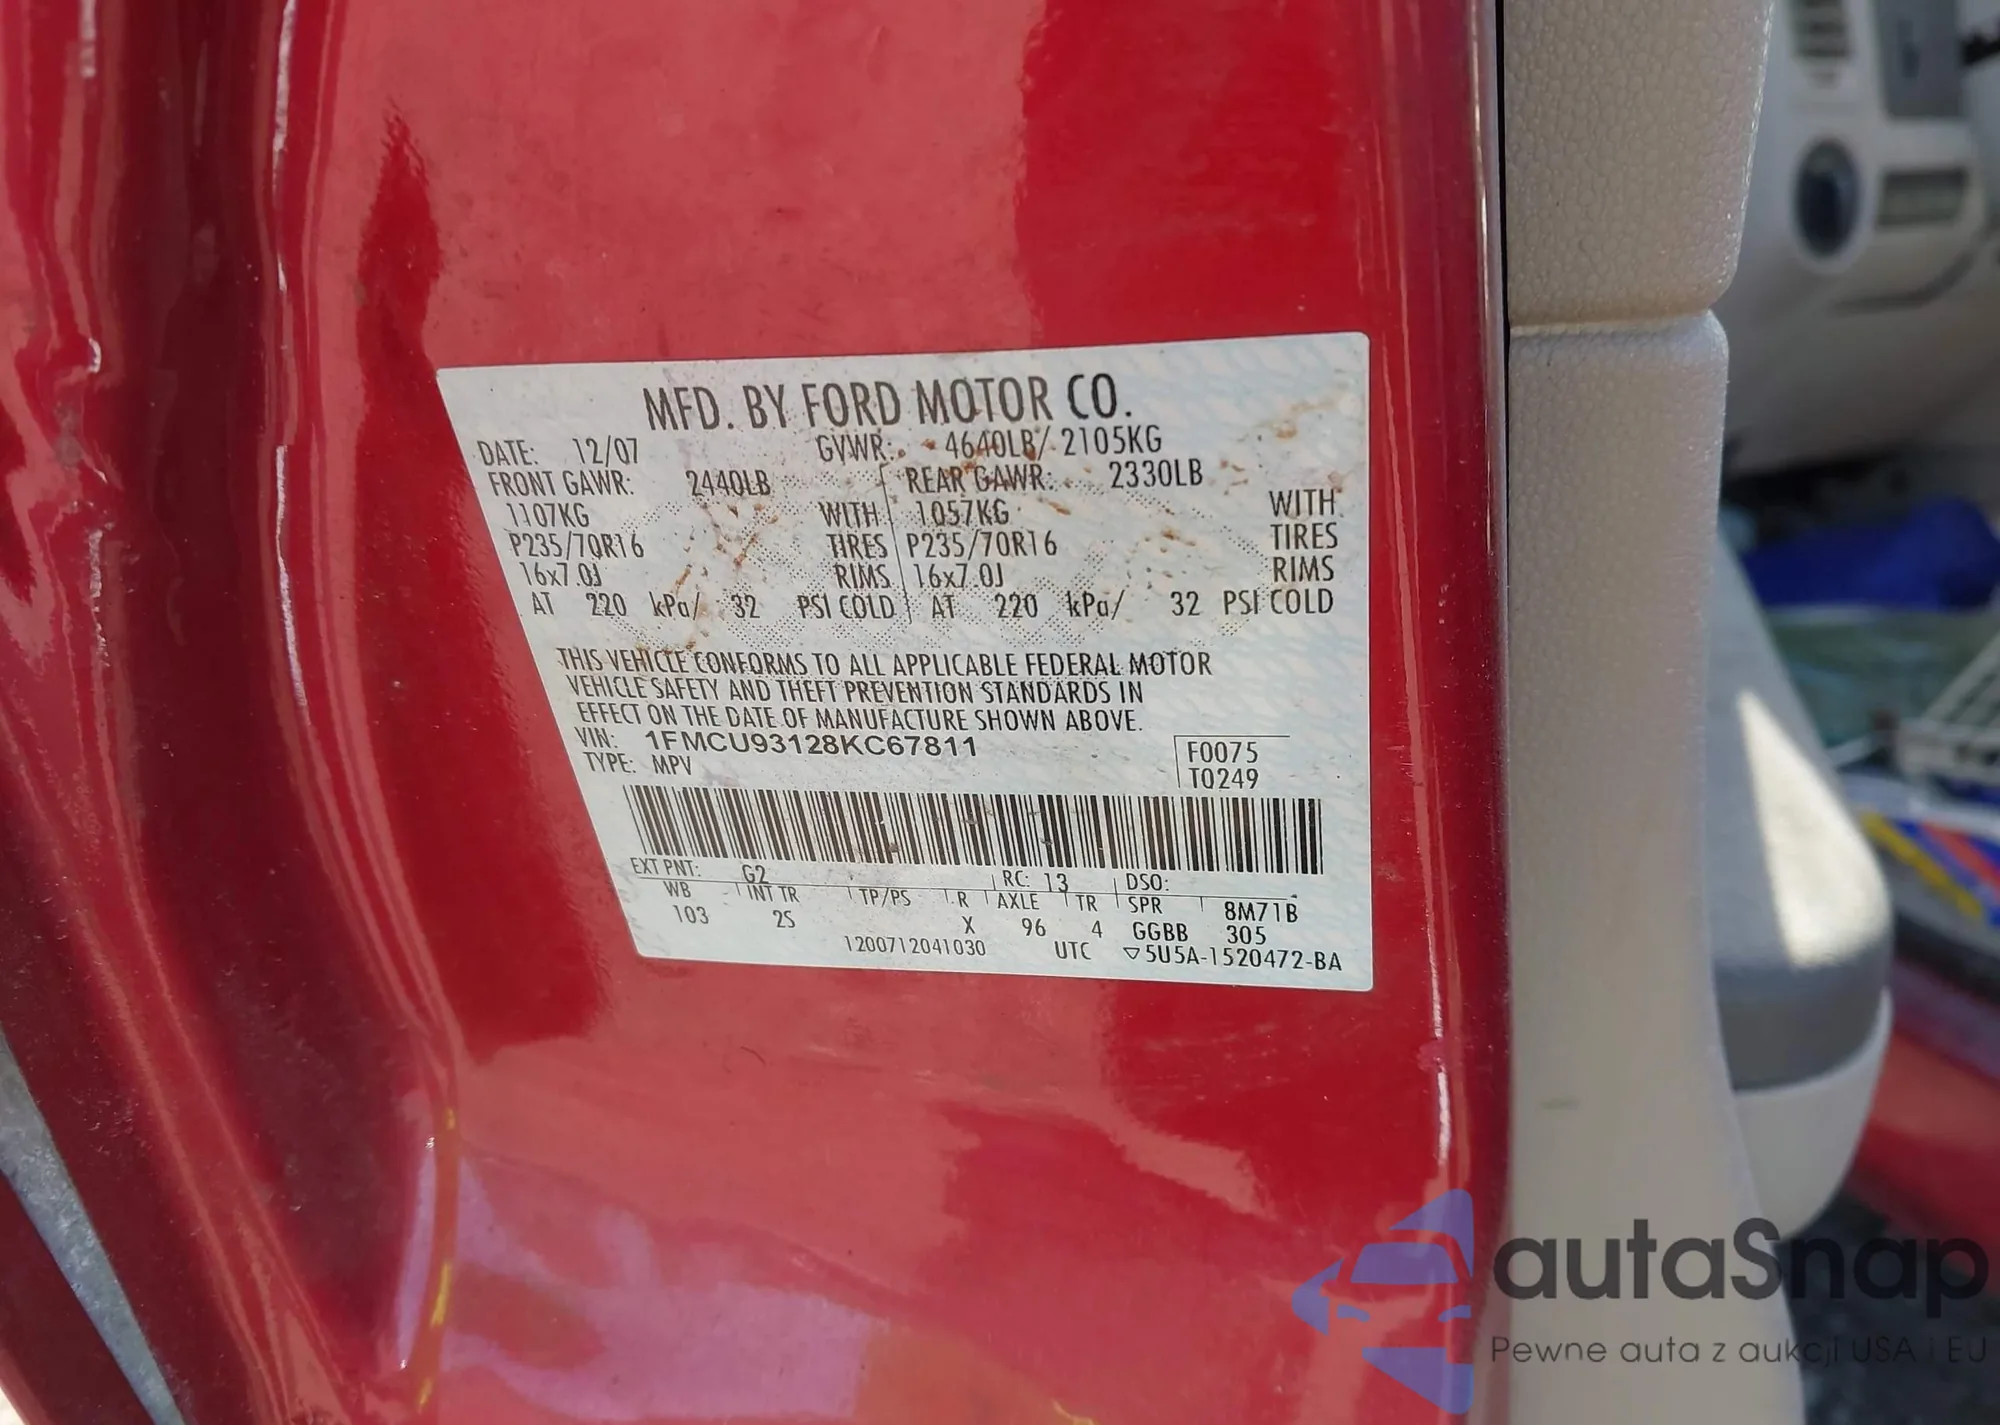 MFD. BY FORD MOTOR CO.
DATE: 12/07 GVWR: 4640LB/ 2105KG
FRONT GAWR: 2440LB REAR GAWR: 2330LB
1107KG WITH 1057KG WITH
P235/70R16 TIRES P235/70R16 TIRES
16x7.0J RIMS 16x7.0J RIMS
AT 220 kPa/ 32 PSI COLD AT 220 kPa/ 32 PSI COLD
THIS VEHICLE CONFORMS TO ALL APPLICABLE FEDERAL MOTOR
VEHICLE SAFETY AND THEFT PREVENTION STANDARDS IN
EFFECT ON THE DATE OF MANUFACTURE SHOWN ABOVE.
VIN: 1FMCU93128KC67811 F0075
TYPE: MPV T0249
EXT PNT: G2 RC: 13 DSO:
WB INT TR TP/PS R AXLE TR SPR 8M71B
103 2S X 96 4 GGBB 305
1200712041030 UTC ▽5U5A-1520472-BA
autaSnap
Pewne auta z aukcji USA i EU